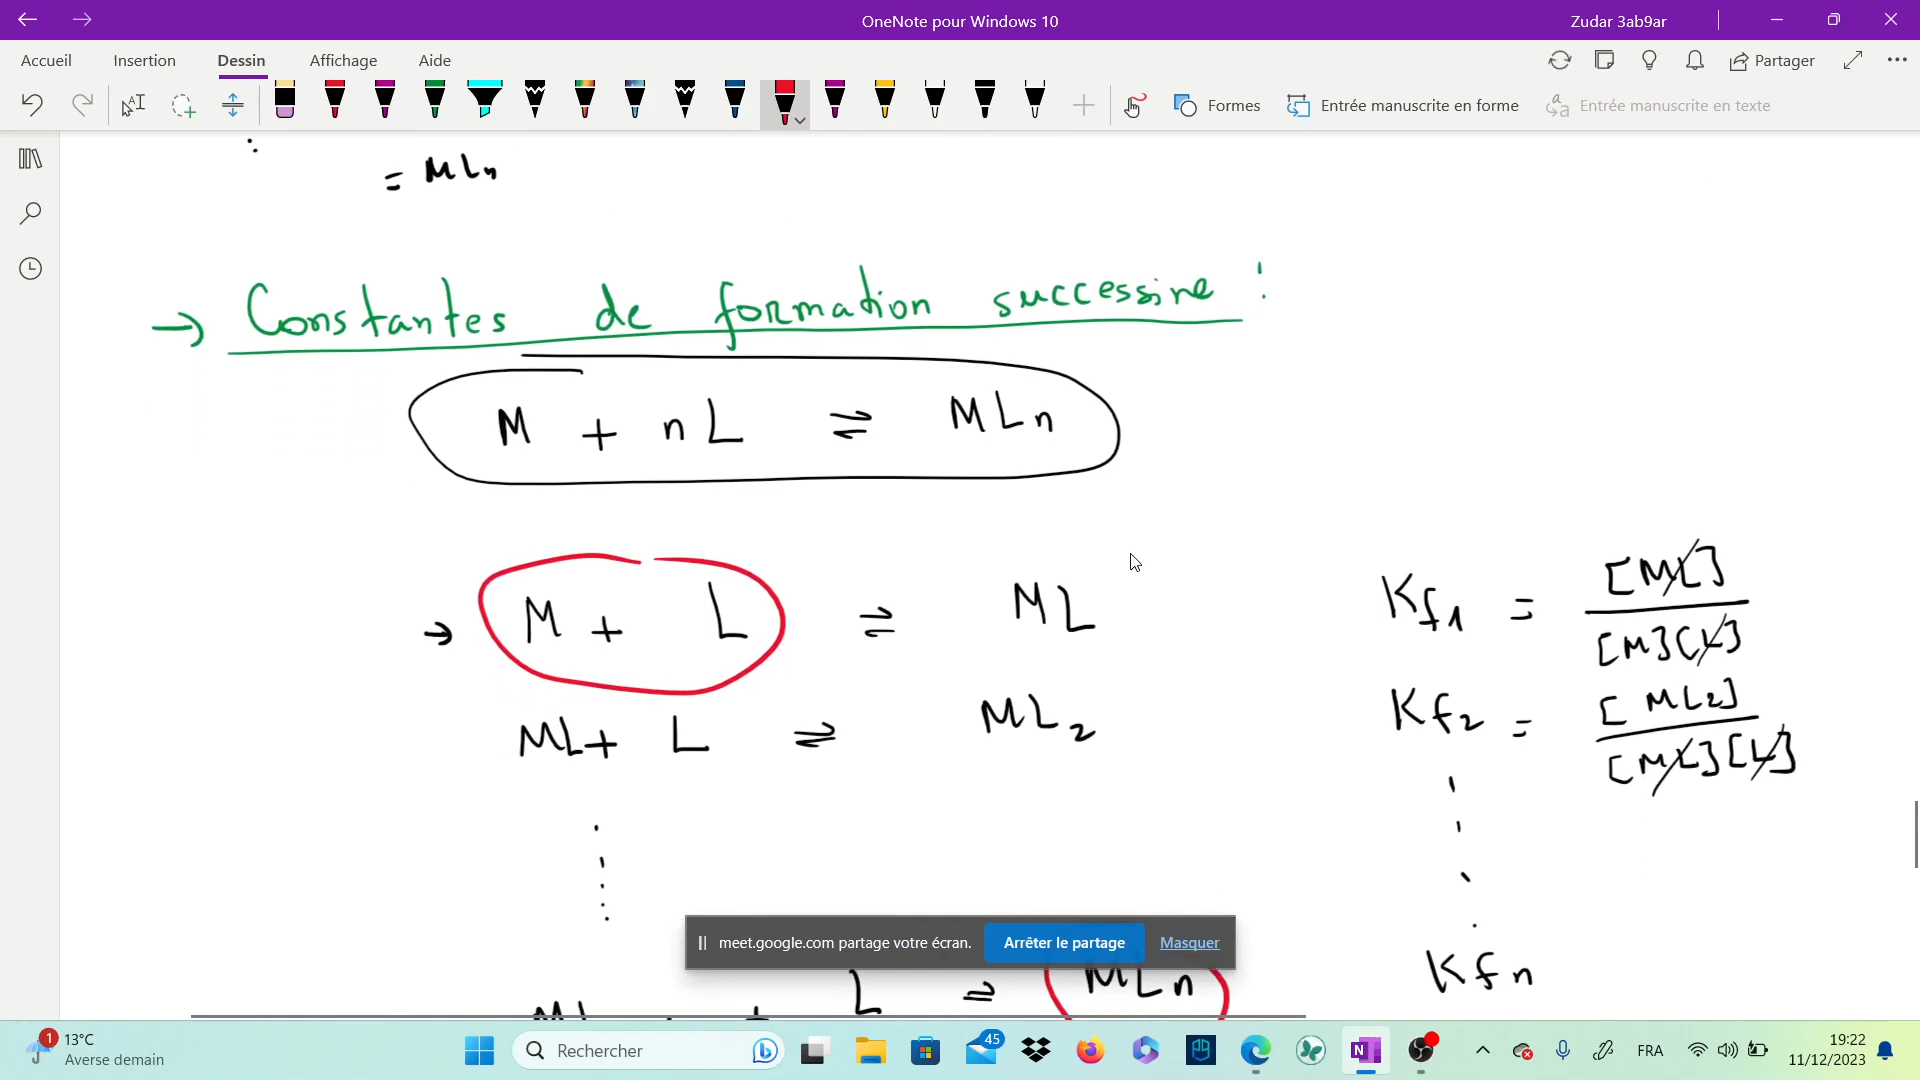 OneNote pour Windows 10
Zudar 3ab9ar
Accueil Insertion Dessin Affichage Aide
Partager
Formes Entrée manuscrite en forme Entrée manuscrite en texte
= MLn
→ Constantes de formation successive :
M + nL ⇌ MLn
→ M + L ⇌ ML
Kf1 = [ML] / [M][L]
ML + L ⇌ ML2
Kf2 = [ML2] / [ML][L]
meet.google.com partage votre écran. Arrêter le partage Masquer
L ⇌ MLn
Kfn
1
13°C
Averse demain
Rechercher
45
FRA
19:22
11/12/2023